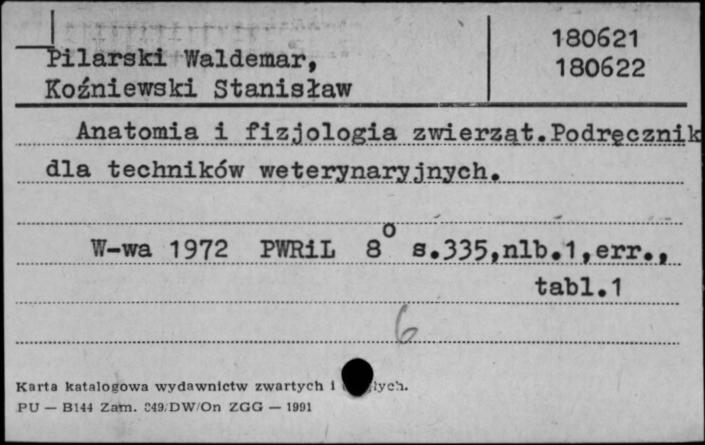 180621
Pilarski Waldemar,
180622
Koźniewski Stanisław
Anatomia i fizjologia zwierząt.Podręcznik
dla techników weterynaryjnych.
W-wa 1972 PWRiL 8° s.335,nlb.1,err.,
tabl.1
6
Karta katalogowa wydawnictw zwartych i
PU — B144 Zam. 349/DW/On ZGG — 1991